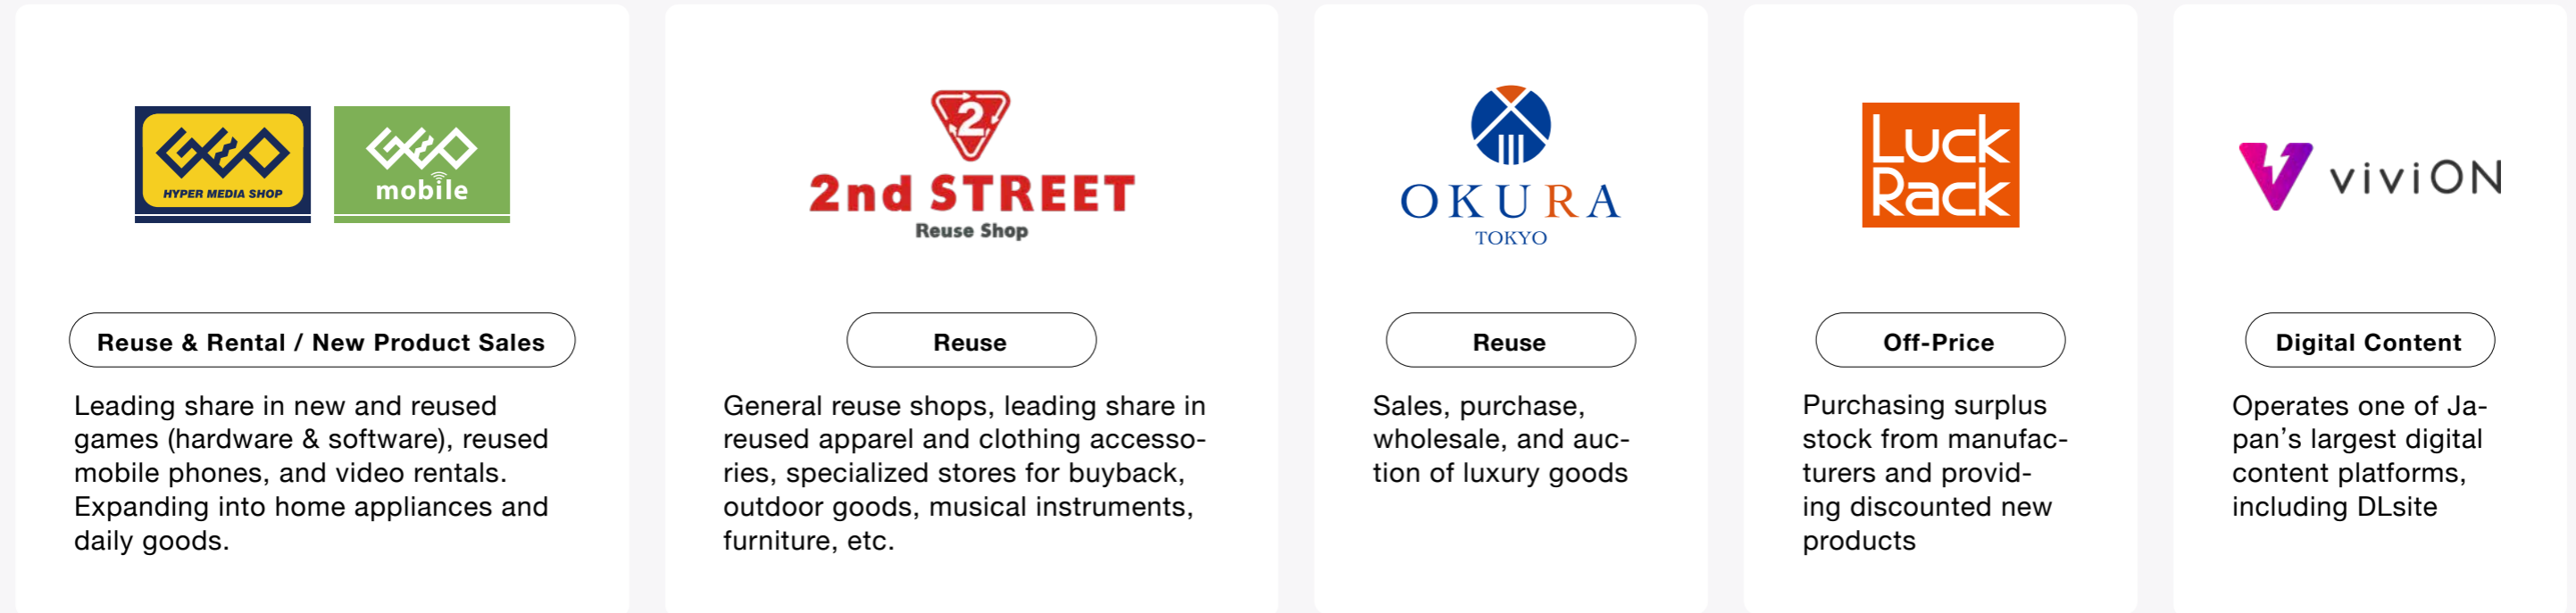 GEO
HYPER MEDIA SHOP
GEO
mobile
Reuse & Rental / New Product Sales
Leading share in new and reused
games (hardware & software), reused
mobile phones, and video rentals.
Expanding into home appliances and
daily goods.
2
2nd STREET
Reuse Shop
Reuse
General reuse shops, leading share in
reused apparel and clothing accesso-
ries, specialized stores for buyback,
outdoor goods, musical instruments,
furniture, etc.
OKURA
TOKYO
Reuse
Sales, purchase,
wholesale, and auc-
tion of luxury goods
Luck
Rack
Off-Price
Purchasing surplus
stock from manufac-
turers and provid-
ing discounted new
products
viviON
Digital Content
Operates one of Ja-
pan’s largest digital
content platforms,
including DLsite